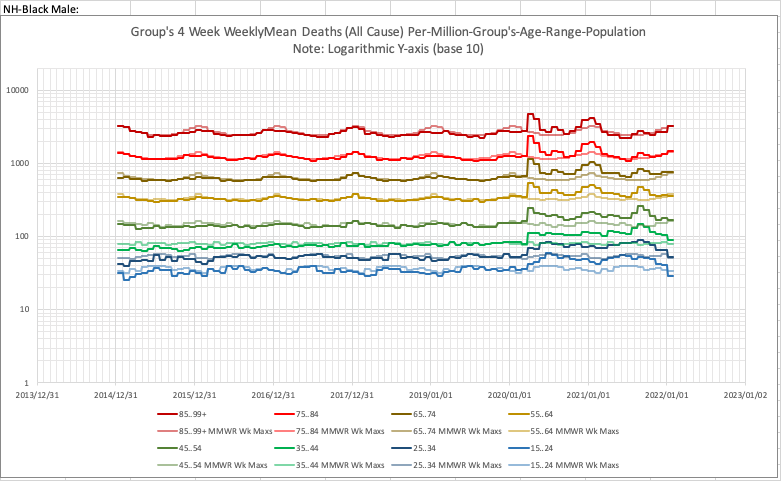 NH-Black Male:
Group's 4 Week WeeklyMean Deaths (All Cause) Per-Million-Group's-Age-Range-Population
Note: Logarithmic Y-axis (base 10)
10000
1000
100
10
1
2013/12/31 2014/12/31 2015/12/31 2016/12/31 2017/12/31 2019/01/01 2020/01/01 2021/01/01 2022/01/01 2023/01/01
85..99+ 75..84 65..74 55..64
85..99+ MMWR Wk Maxs 75..84 MMWR Wk Maxs 65..74 MMWR Wk Maxs 55..64 MMWR Wk Maxs
45..54 35..44 25..34 15..24
45..54 MMWR Wk Maxs 35..44 MMWR Wk Maxs 25..34 MMWR Wk Maxs 15..24 MMWR Wk Maxs